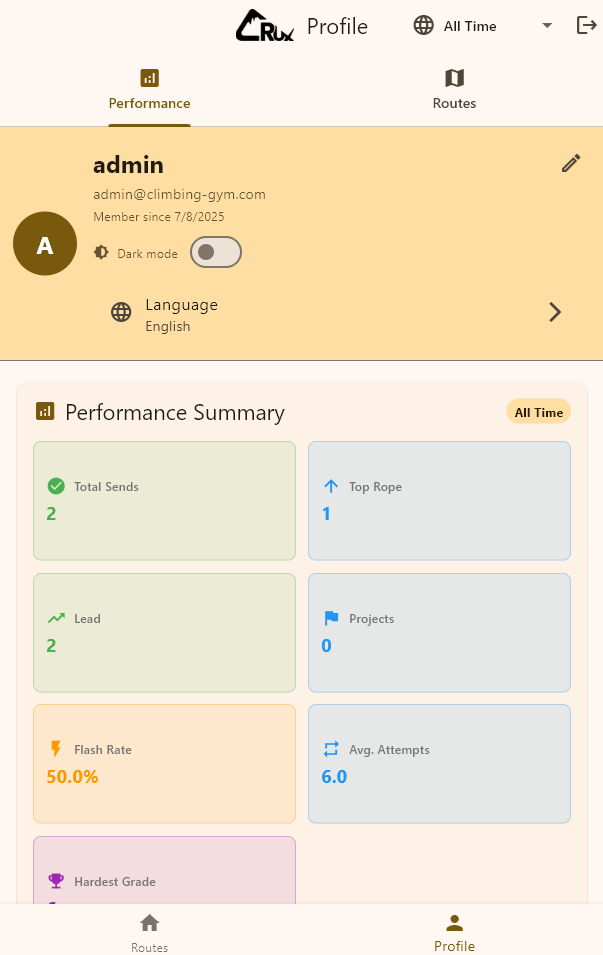 CRUX Profile All Time
Performance Routes
admin
admin@climbing-gym.com
Member since 7/8/2025
A
Dark mode
Language
English
Performance Summary All Time
Total Sends
2
Top Rope
1
Lead
2
Projects
0
Flash Rate
50.0%
Avg. Attempts
6.0
Hardest Grade
Routes Profile